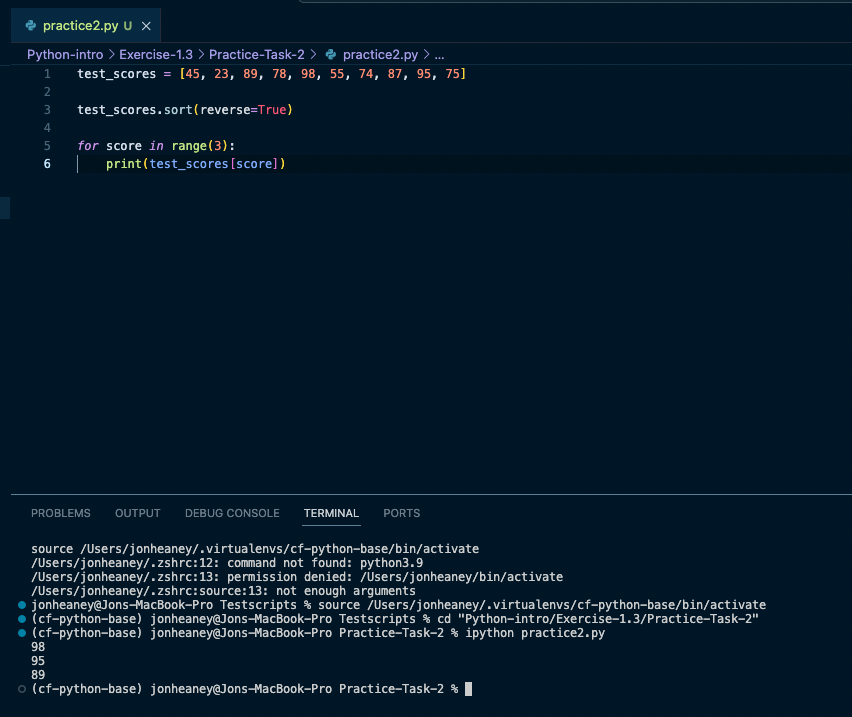 practice2.py U
Python-intro > Exercise-1.3 > Practice-Task-2 > practice2.py > ...
1 test_scores = [45, 23, 89, 78, 98, 55, 74, 87, 95, 75]
2
3 test_scores.sort(reverse=True)
4
5 for score in range(3):
6     print(test_scores[score])
PROBLEMS OUTPUT DEBUG CONSOLE TERMINAL PORTS
source /Users/jonheaney/.virtualenvs/cf-python-base/bin/activate
/Users/jonheaney/.zshrc:12: command not found: python3.9
/Users/jonheaney/.zshrc:13: permission denied: /Users/jonheaney/bin/activate
/Users/jonheaney/.zshrc:source:13: not enough arguments
jonheaney@Jons-MacBook-Pro Testscripts % source /Users/jonheaney/.virtualenvs/cf-python-base/bin/activate
(cf-python-base) jonheaney@Jons-MacBook-Pro Testscripts % cd "Python-intro/Exercise-1.3/Practice-Task-2"
(cf-python-base) jonheaney@Jons-MacBook-Pro Practice-Task-2 % ipython practice2.py
98
95
89
(cf-python-base) jonheaney@Jons-MacBook-Pro Practice-Task-2 %